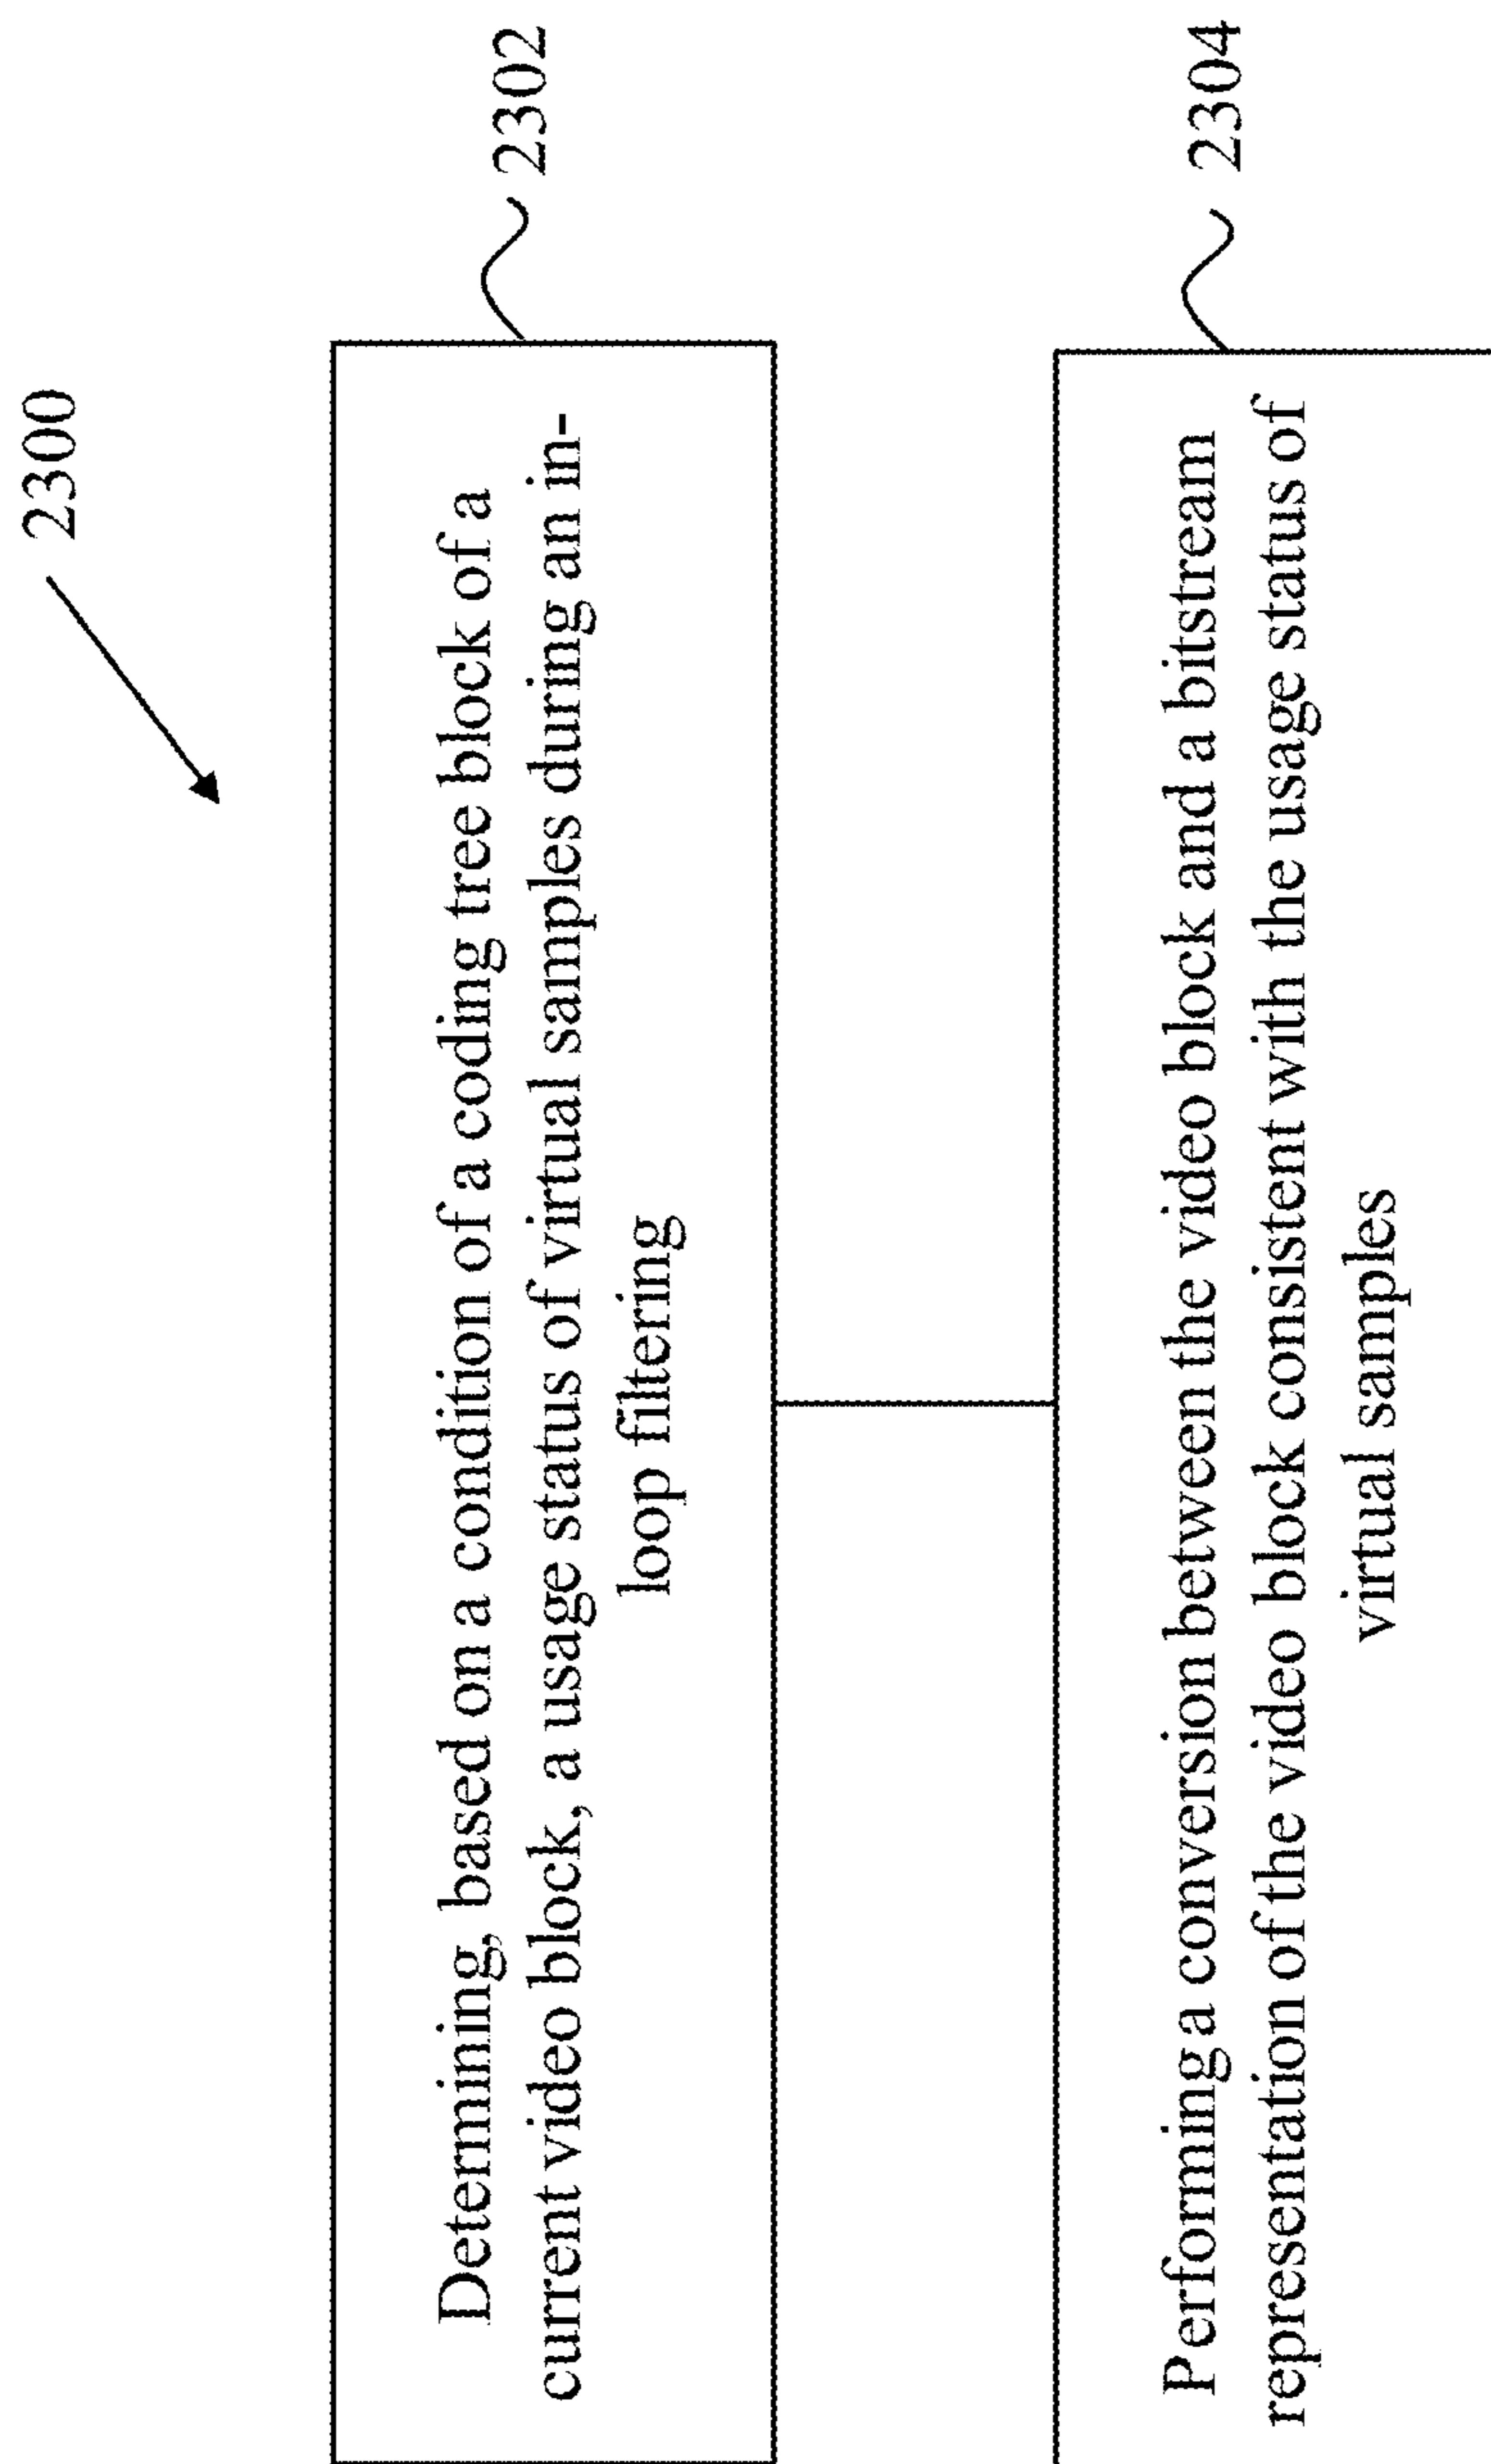 2300
Determining, based on a condition of a coding tree block of a
current video block, a usage status of virtual samples during an in-
loop filtering
2302
Performing a conversion between the video block and a bitstream
representation of the video block consistent with the usage status of
virtual samples
2304